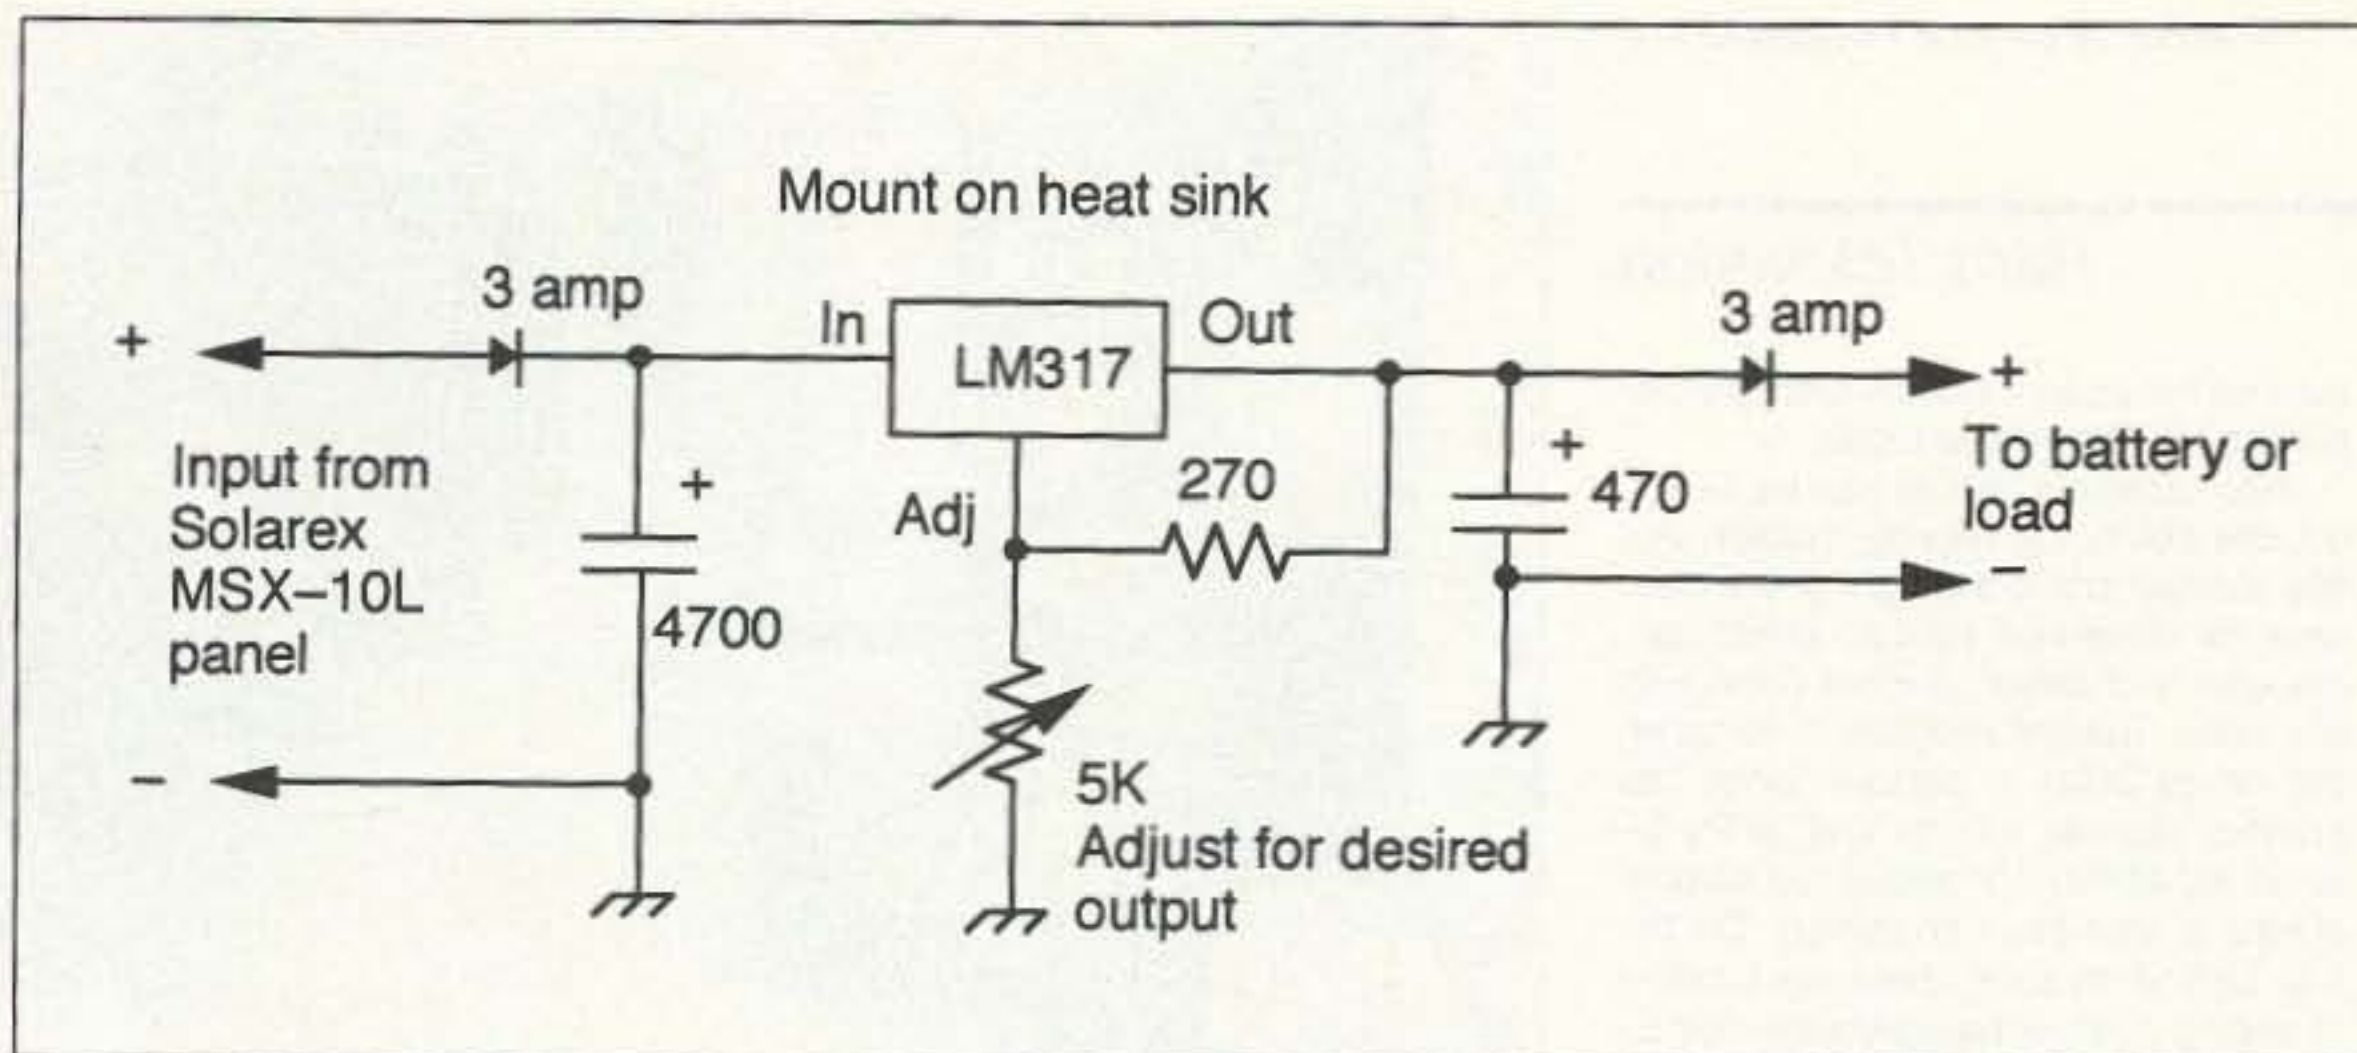 Mount on heat sink
3 amp
3 amp
+
In
LM317
Out
+
Input from
Solarex
MSX–10L
panel
+
4700
Adj
270
+
470
To battery or
load
–
–
5K
Adjust for desired
output